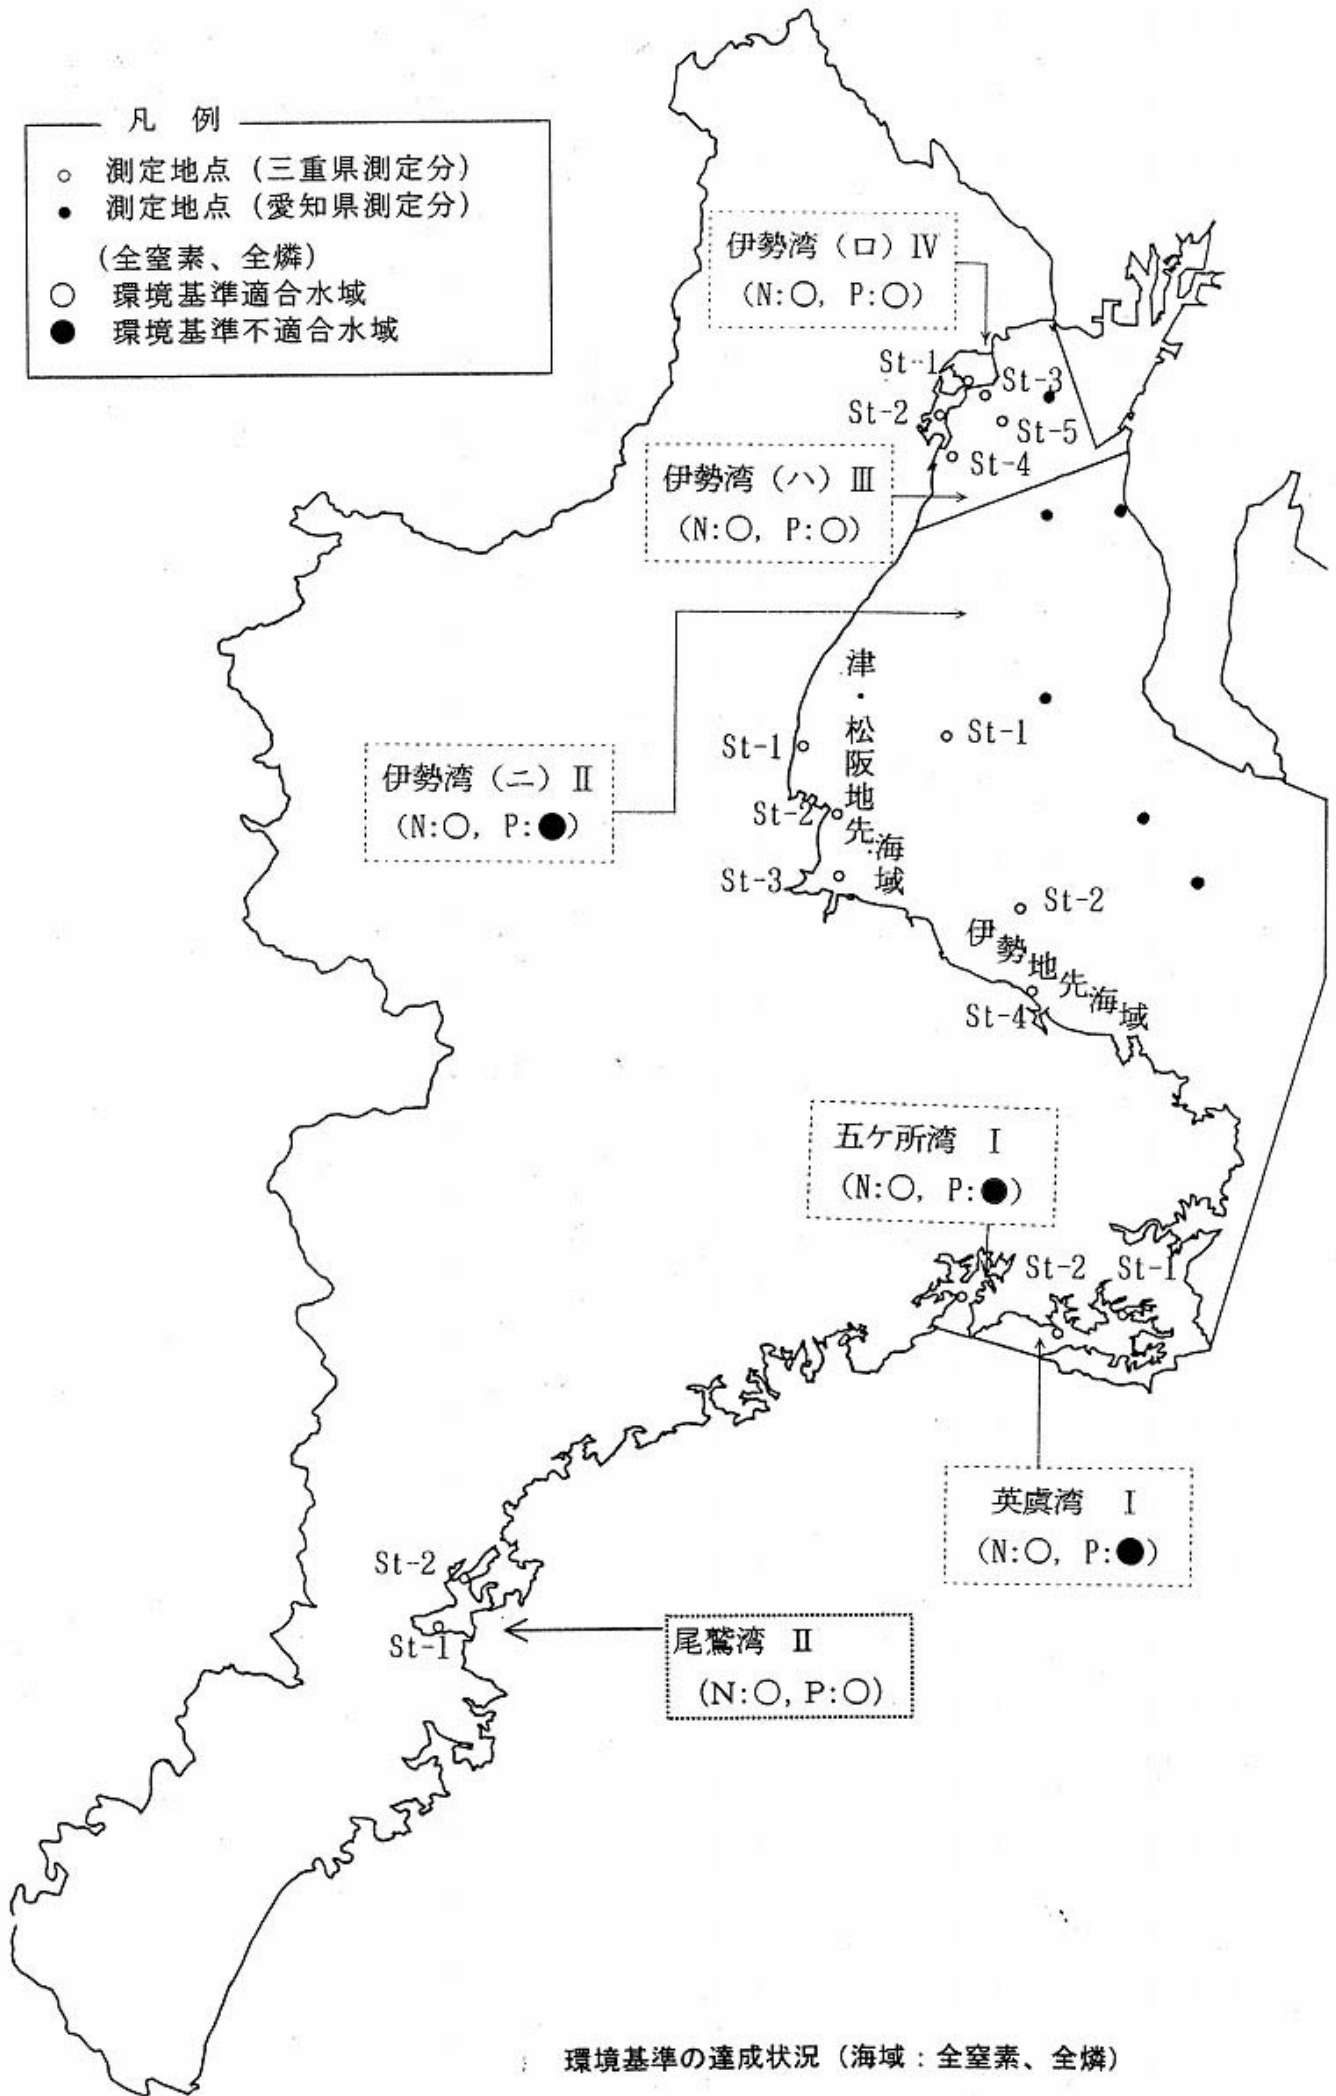 凡 例
○ 測定地点 (三重県測定分)
● 測定地点 (愛知県測定分)
(全窒素、全燐)
○ 環境基準適合水域
● 環境基準不適合水域
伊勢湾 (ロ) Ⅳ
(N:○, P:○)
St-1
St-3
St-2
St-5
St-4
伊勢湾 (ハ) Ⅲ
(N:○, P:○)
津・松阪地先海域
St-1
St-1
伊勢湾 (ニ) Ⅱ
(N:○, P:●)
St-2
St-3
St-2
伊勢地先海域
St-4
五ケ所湾 Ⅰ
(N:○, P:●)
St-2
St-1
英虞湾 Ⅰ
(N:○, P:●)
St-2
St-1
尾鷲湾 Ⅱ
(N:○, P:○)
環境基準の達成状況 (海域:全窒素、全燐)